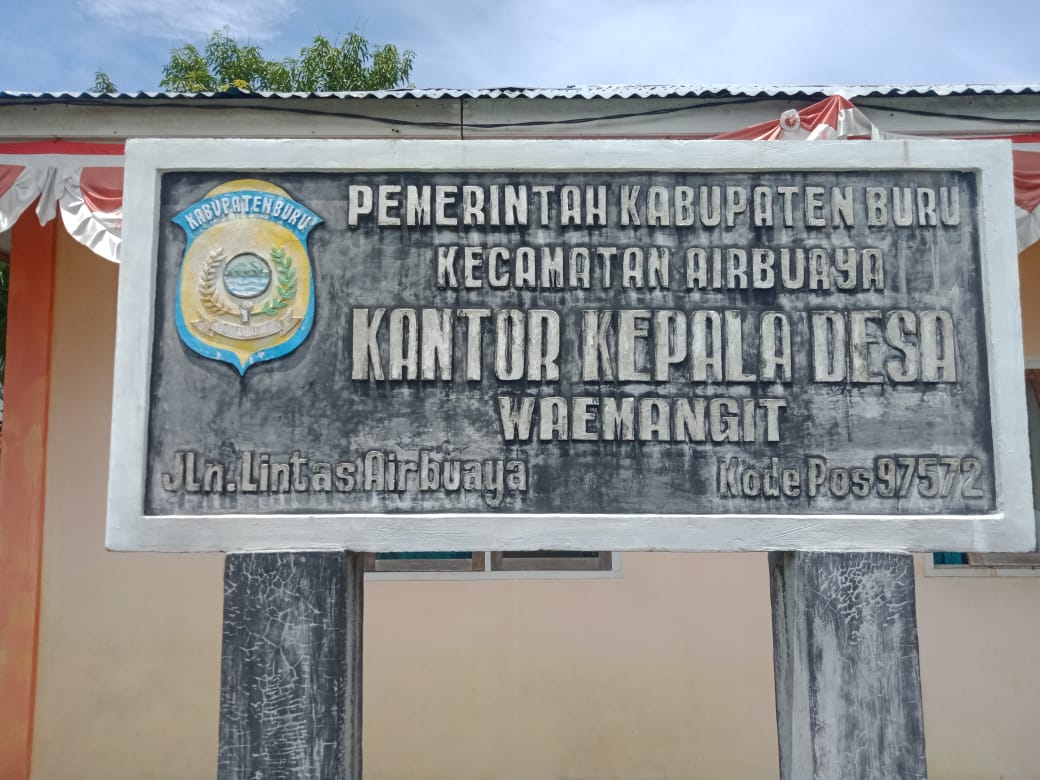 KABUPATEN BURU
PEMERINTAH KABUPATEN BURU
KECAMATAN AIRBUAYA
KANTOR KEPALA DESA
WAEMANGIT
Jln. Lintas Airbuaya
Kode Pos 97572